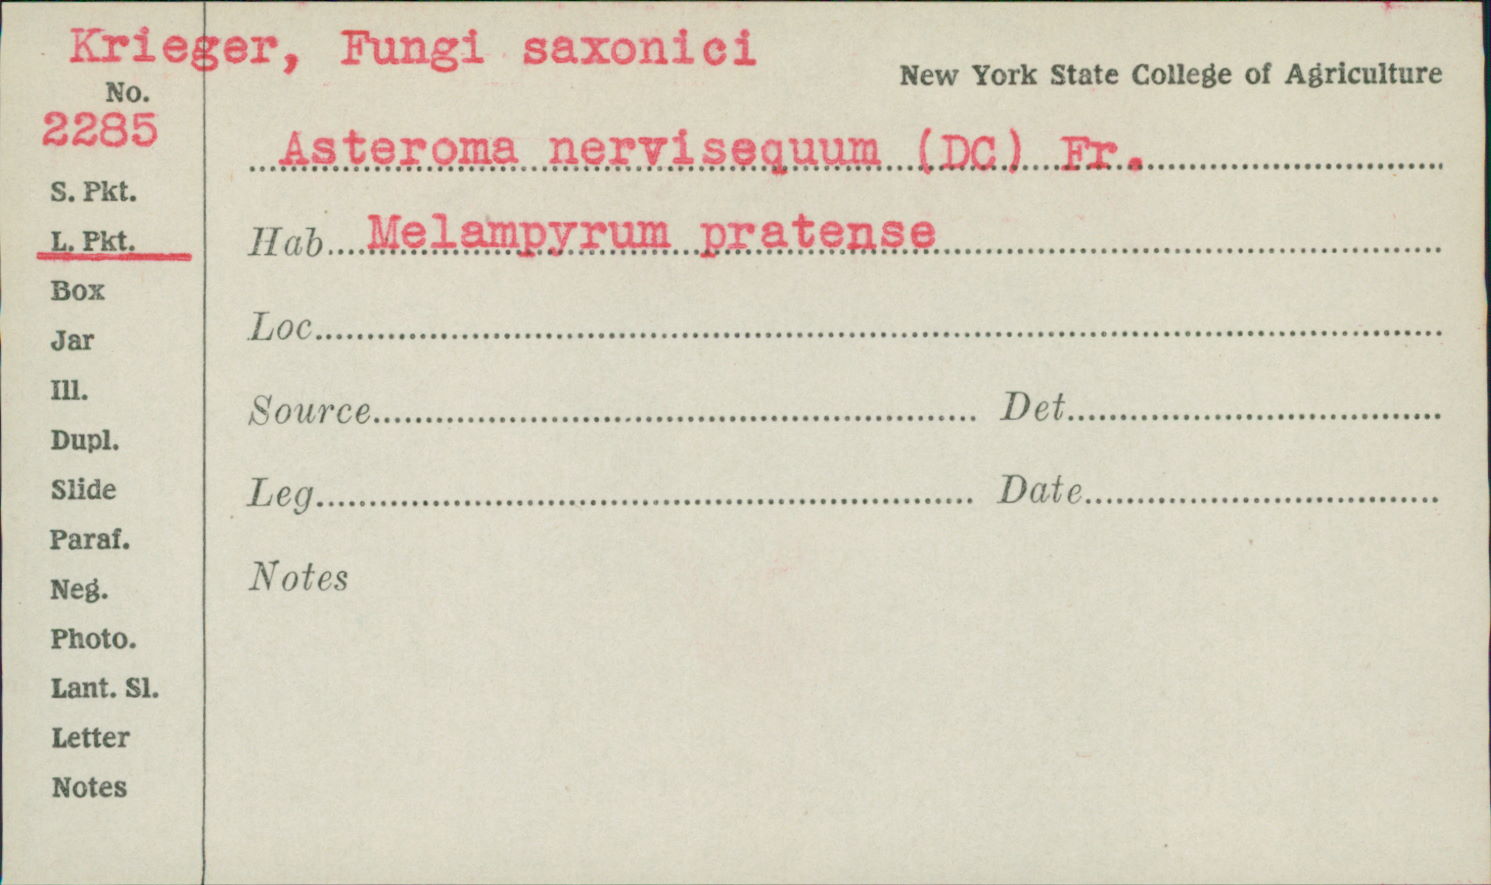 Krieger, Fungi saxonici
New York State College of Agriculture
No.
2285
Asteroma nervisequum (DC) Fr.
S. Pkt.
L. Pkt.
Hab Melampyrum pratense
Box
Loc
Jar
Ill.
Source Det
Dupl.
Slide
Leg Date
Paraf.
Notes
Neg.
Photo.
Lant. Sl.
Letter
Notes